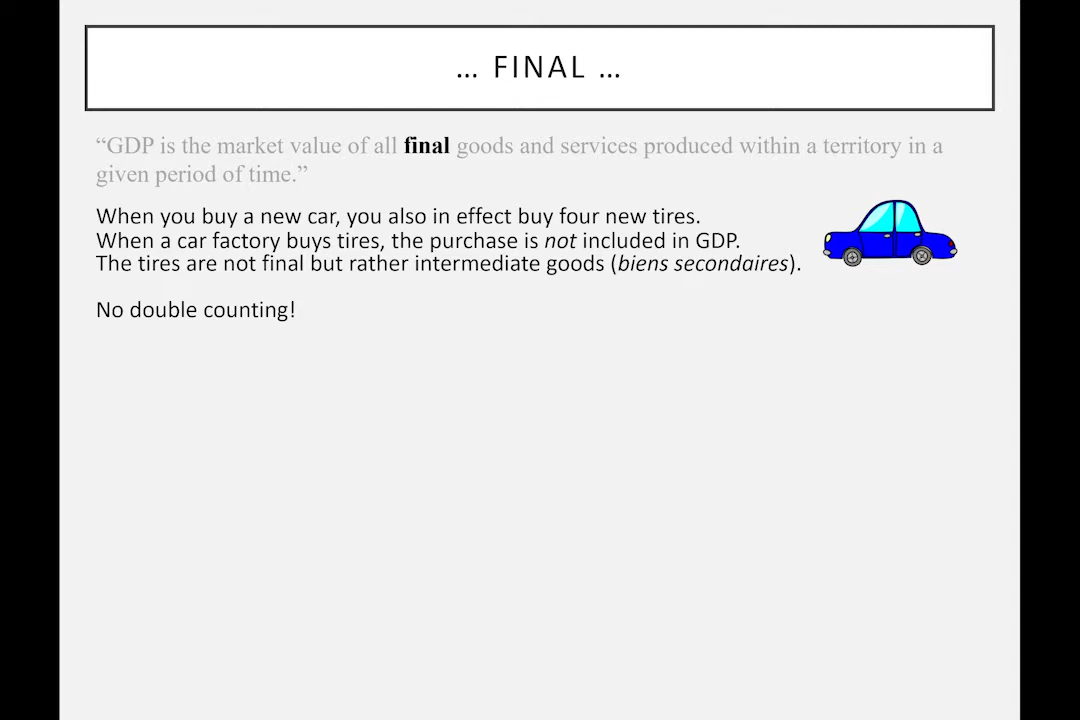 … FINAL …
“GDP is the market value of all final goods and services produced within a territory in a
given period of time.”
When you buy a new car, you also in effect buy four new tires.
When a car factory buys tires, the purchase is not included in GDP.
The tires are not final but rather intermediate goods (biens secondaires).
No double counting!